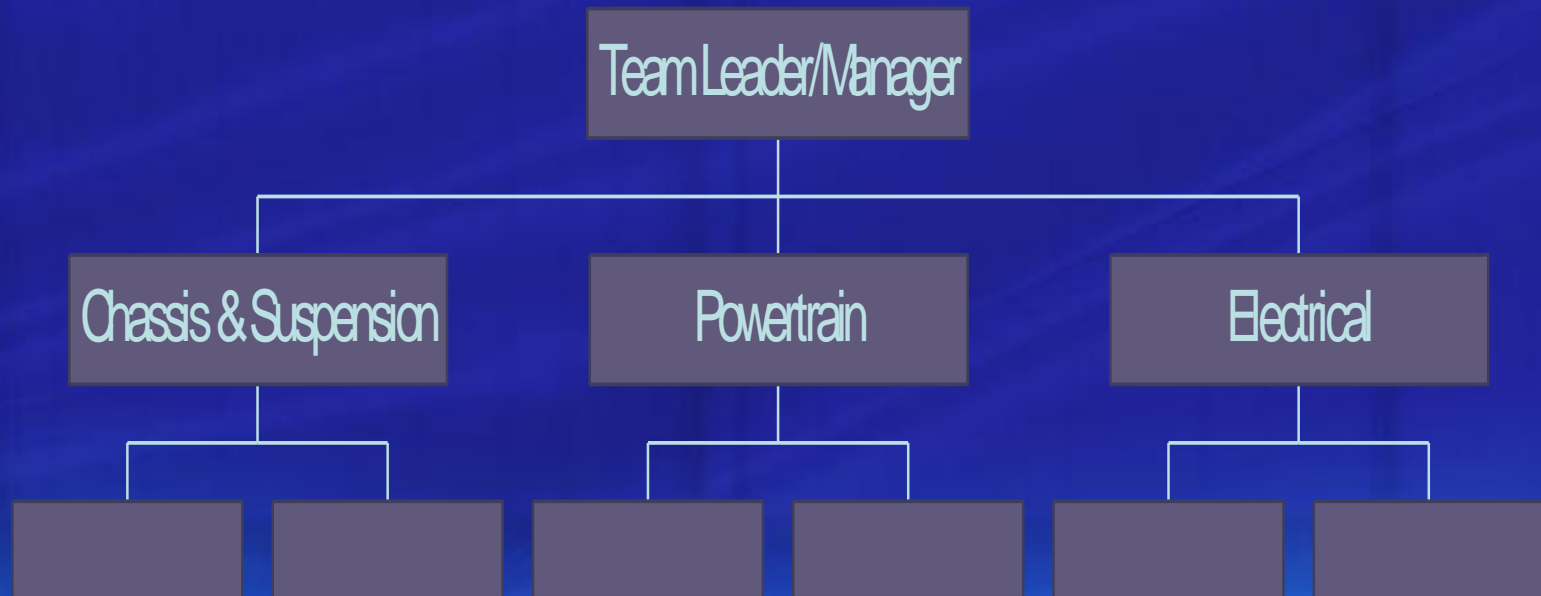 Team Leader/Manager
Chassis & Suspension
Powertrain
Electrical